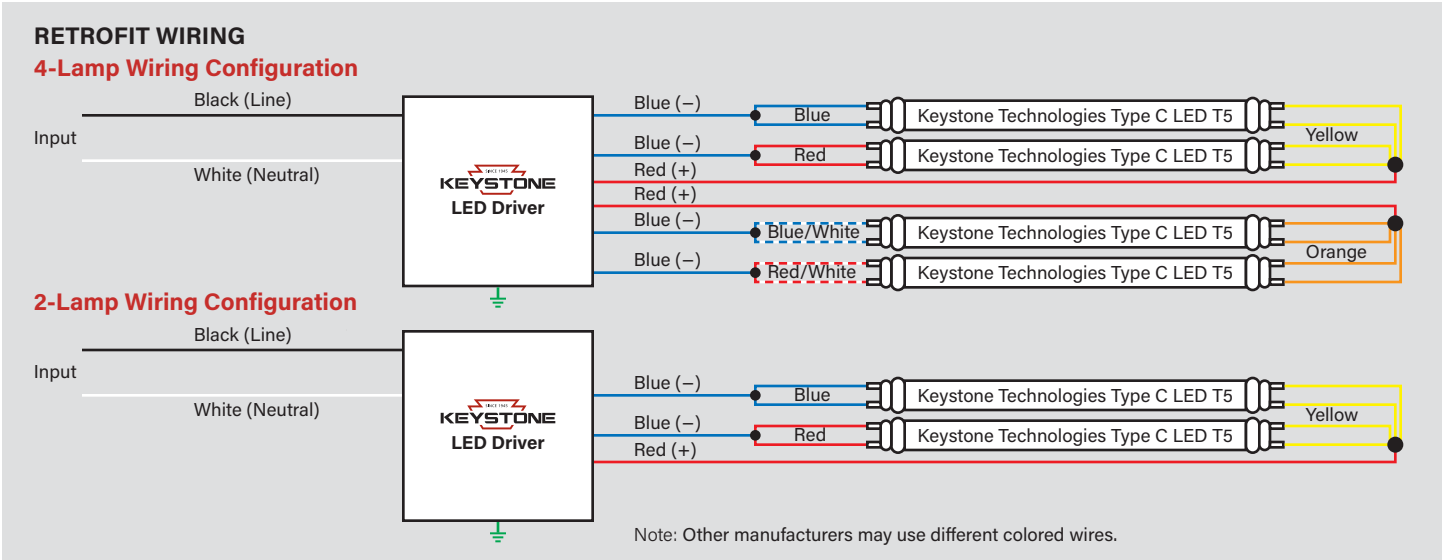 RETROFIT WIRING
4-Lamp Wiring Configuration
Black (Line)
Input
White (Neutral)
SINCE 1945
KEYSTONE
LED Driver
Blue (−)
Blue
Keystone Technologies Type C LED T5
Yellow
Blue (−)
Red
Keystone Technologies Type C LED T5
Red (+)
Red (+)
Blue (−)
Blue/White
Keystone Technologies Type C LED T5
Orange
Blue (−)
Red/White
Keystone Technologies Type C LED T5
2-Lamp Wiring Configuration
Black (Line)
Input
White (Neutral)
SINCE 1945
KEYSTONE
LED Driver
Blue (−)
Blue
Keystone Technologies Type C LED T5
Yellow
Blue (−)
Red
Keystone Technologies Type C LED T5
Red (+)
Note: Other manufacturers may use different colored wires.